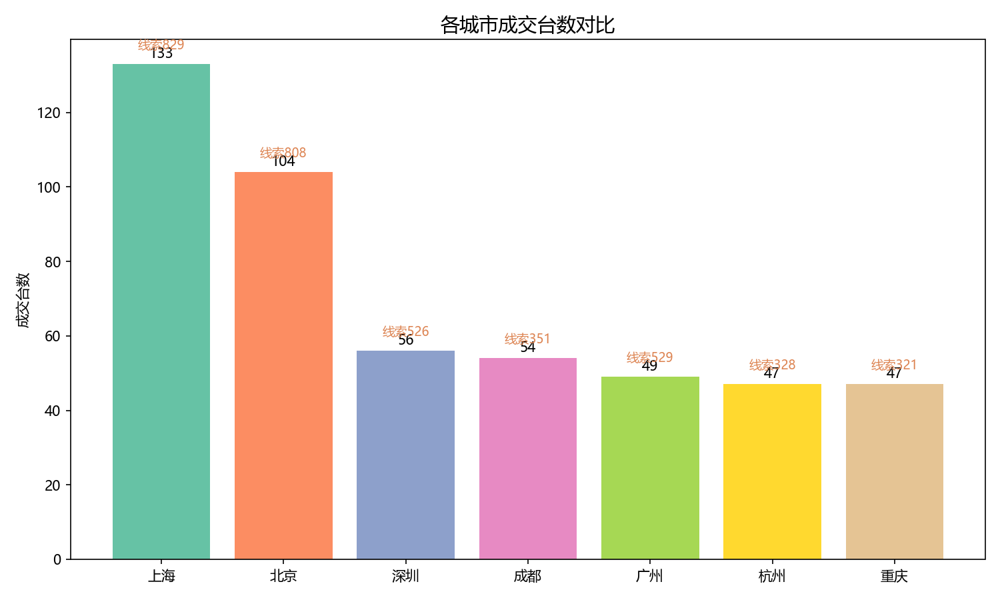 各城市成交台数对比
成交台数
120
100
80
60
40
20
0
线索829
133
线索808
104
线索526
56
线索351
54
线索529
49
线索328
47
线索321
47
上海
北京
深圳
成都
广州
杭州
重庆